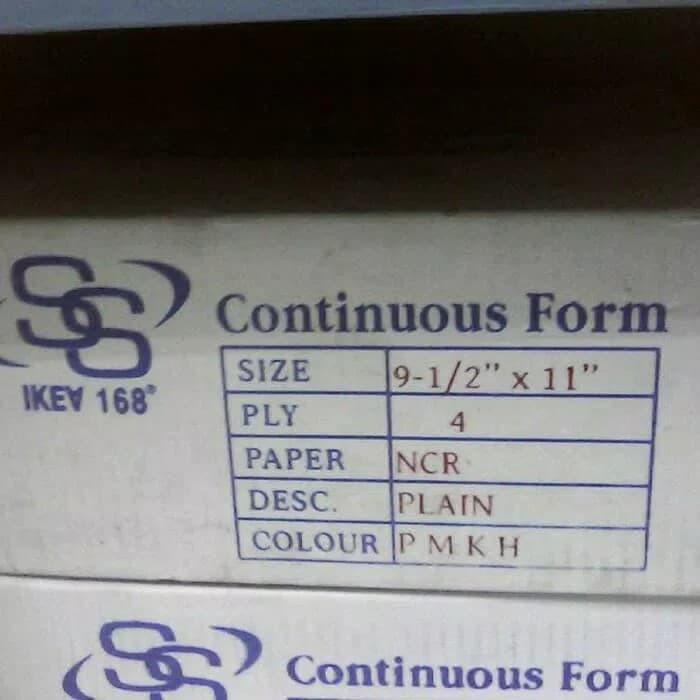 SS
IKEA 168®
Continuous Form
SIZE 9-1/2" x 11"
PLY 4
PAPER NCR
DESC. PLAIN
COLOUR P M K H
SS
Continuous Form